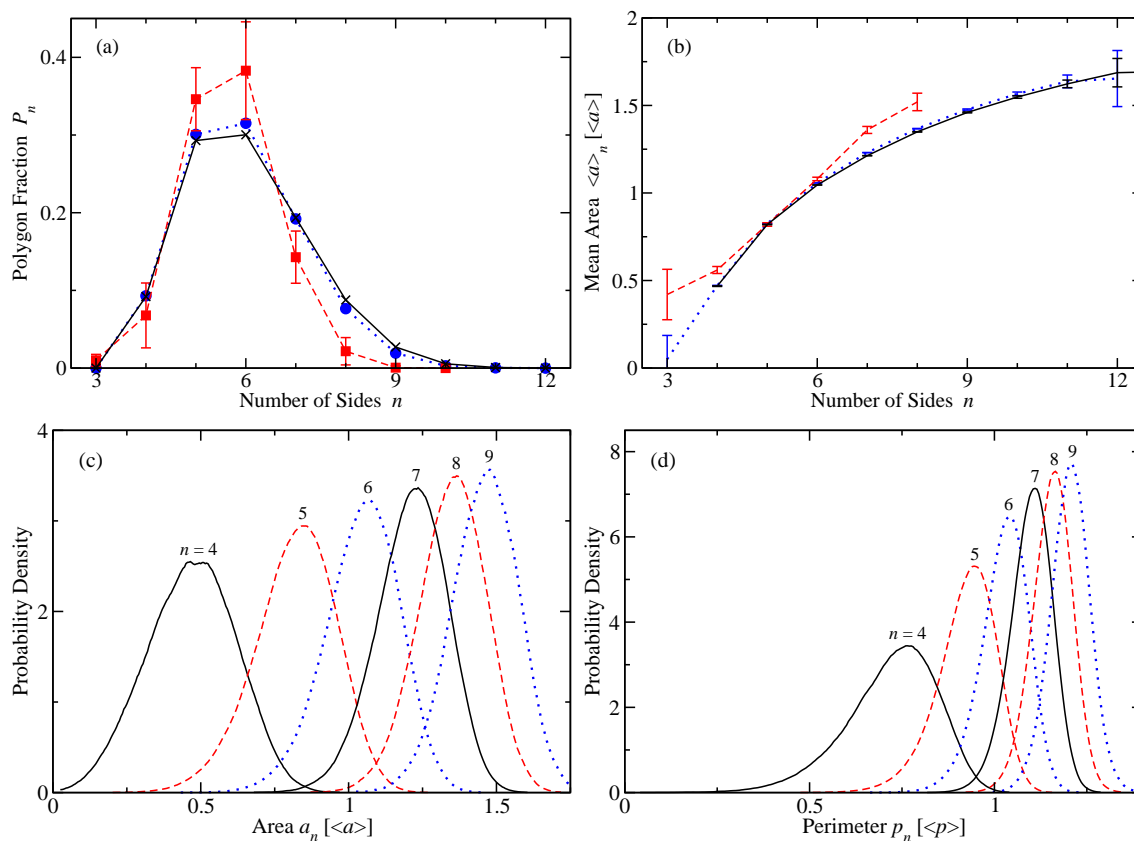 (a)
0.4
0.2
0
Polygon Fraction P_n
3 6 9 12
Number of Sides n
(b)
2
1.5
1
0.5
0
Mean Area <a>_n [<a>]
3 6 9 12
Number of Sides n
(c)
4
2
0
Probability Density
n = 4
5
6
7
8
9
0 0.5 1 1.5
Area a_n [<a>]
(d)
8
6
4
2
0
Probability Density
n = 4
5
6
7
8
9
0 0.5 1
Perimeter p_n [<p>]